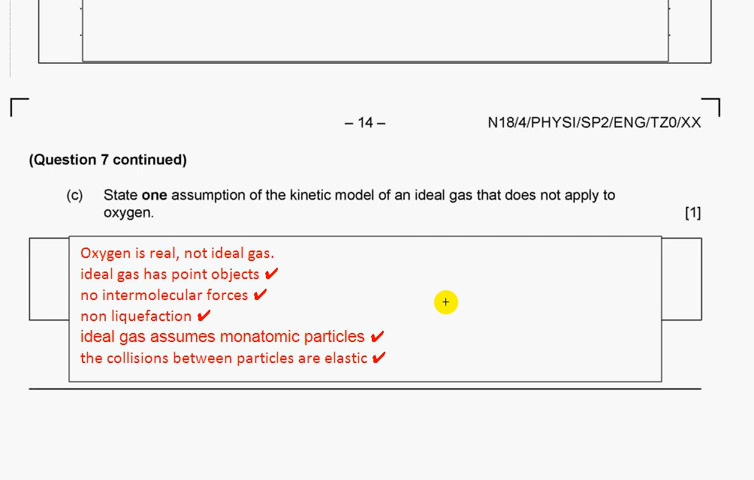 – 14 –
N18/4/PHYSI/SP2/ENG/TZ0/XX
(Question 7 continued)
(c) State one assumption of the kinetic model of an ideal gas that does not apply to
oxygen.
[1]
Oxygen is real, not ideal gas.
ideal gas has point objects ✔
no intermolecular forces ✔
non liquefaction ✔
ideal gas assumes monatomic particles ✔
the collisions between particles are elastic ✔